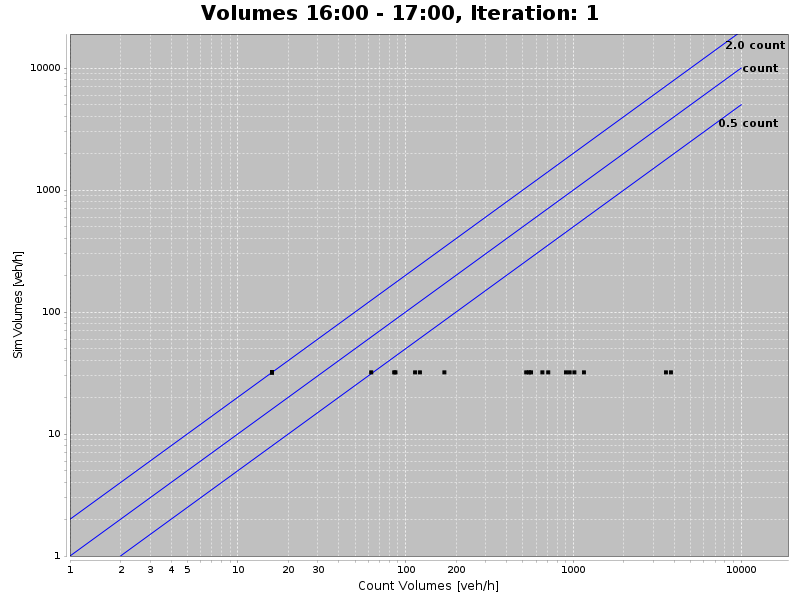 Volumes 16:00 - 17:00, Iteration: 1
2.0 count
count
0.5 count
10000
1000
100
10
1
Sim Volumes [veh/h]
1 2 3 4 5 10 20 30 100 200 1000 10000
Count Volumes [veh/h]